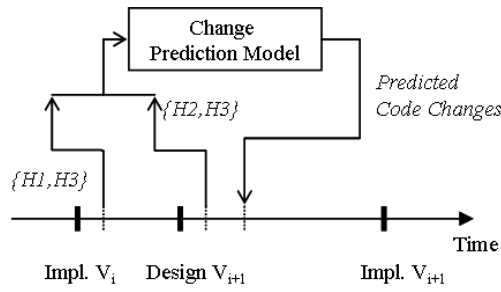 Change
Prediction Model
Predicted
Code Changes
{H2,H3}
{H1,H3}
Time
Impl. Vi
Design Vi+1
Impl. Vi+1